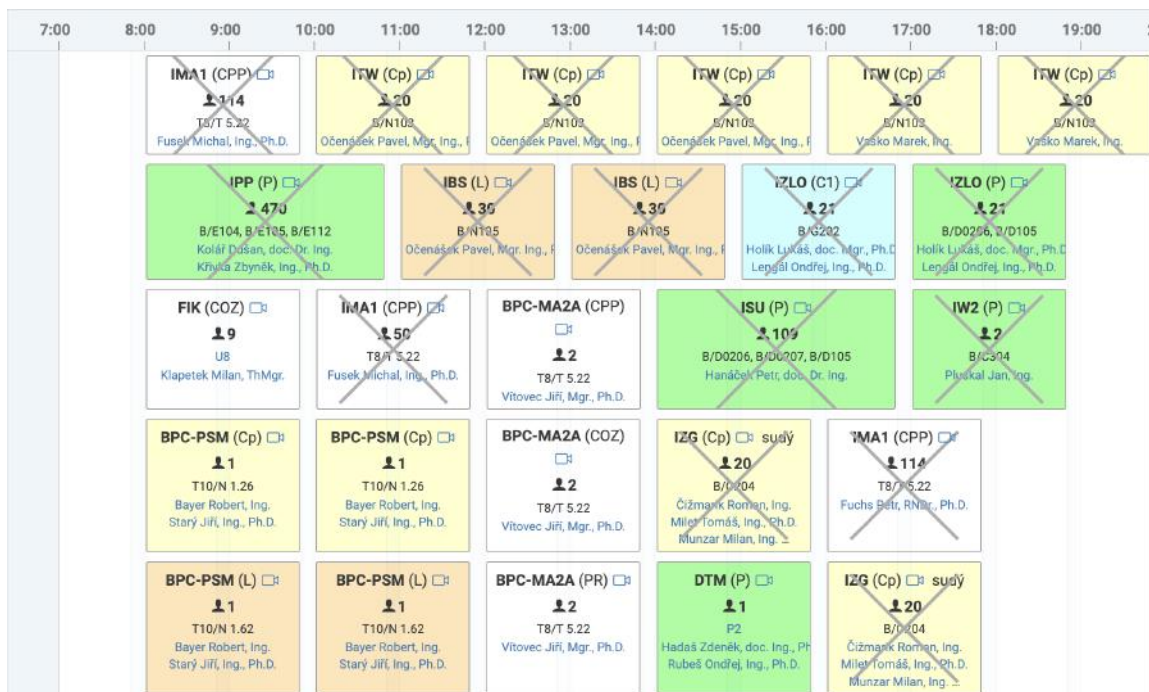 7:00 8:00 9:00 10:00 11:00 12:00 13:00 14:00 15:00 16:00 17:00 18:00 19:00
IMA1 (CPP)
114
T8/T 5.22
Fusek Michal, Ing., Ph.D.
ITW (Cp)
20
B/N103
Očenášek Pavel, Mgr. Ing.,
ITW (Cp)
20
B/N103
Očenášek Pavel, Mgr. Ing.,
ITW (Cp)
20
B/N103
Očenášek Pavel, Mgr. Ing.,
ITW (Cp)
20
B/N103
Vaško Marek, Ing.
ITW (Cp)
20
B/N103
Vaško Marek, Ing.
IPP (P)
470
B/E104, B/E105, B/E112
Kolář Dušan, doc. Dr. Ing.
Křivka Zbyněk, Ing., Ph.D.
IBS (L)
30
B/N105
Očenášek Pavel, Mgr. Ing.,
IBS (L)
30
B/N105
Očenášek Pavel, Mgr. Ing.,
IZLO (C1)
21
B/G202
Holík Lukáš, doc. Mgr., Ph.D
Lengál Ondřej, Ing., Ph.D.
IZLO (P)
21
B/D0206, B/D105
Holík Lukáš, doc. Mgr., Ph.D
Lengál Ondřej, Ing., Ph.D.
FIK (COZ)
9
U8
Klapetek Milan, ThMgr.
IMA1 (CPP)
50
T8/T 5.22
Fusek Michal, Ing., Ph.D.
BPC-MA2A (CPP)
2
T8/T 5.22
Vítovec Jiří, Mgr., Ph.D.
ISU (P)
109
B/D0206, B/D0207, B/D105
Hanáček Petr, doc. Dr. Ing.
IW2 (P)
2
B/C304
Pluskal Jan, Ing.
BPC-PSM (Cp)
1
T10/N 1.26
Bayer Robert, Ing.
Starý Jiří, Ing., Ph.D.
BPC-PSM (Cp)
1
T10/N 1.26
Bayer Robert, Ing.
Starý Jiří, Ing., Ph.D.
BPC-MA2A (COZ)
2
T8/T 5.22
Vítovec Jiří, Mgr., Ph.D.
IZG (Cp) sudý
20
B/O204
Čížmarik Roman, Ing.
Milet Tomáš, Ing., Ph.D.
Munzar Milan, Ing. ...
IMA1 (CPP)
114
T8/T 5.22
Fuchs Petr, RNDr., Ph.D.
BPC-PSM (L)
1
T10/N 1.62
Bayer Robert, Ing.
Starý Jiří, Ing., Ph.D.
BPC-PSM (L)
1
T10/N 1.62
Bayer Robert, Ing.
Starý Jiří, Ing., Ph.D.
BPC-MA2A (PR)
2
T8/T 5.22
Vítovec Jiří, Mgr., Ph.D.
DTM (P)
1
P2
Hadaš Zdeněk, doc. Ing., Ph
Rubeš Ondřej, Ing., Ph.D.
IZG (Cp) sudý
20
B/O204
Čížmarik Roman, Ing.
Milet Tomáš, Ing., Ph.D.
Munzar Milan, Ing. ...